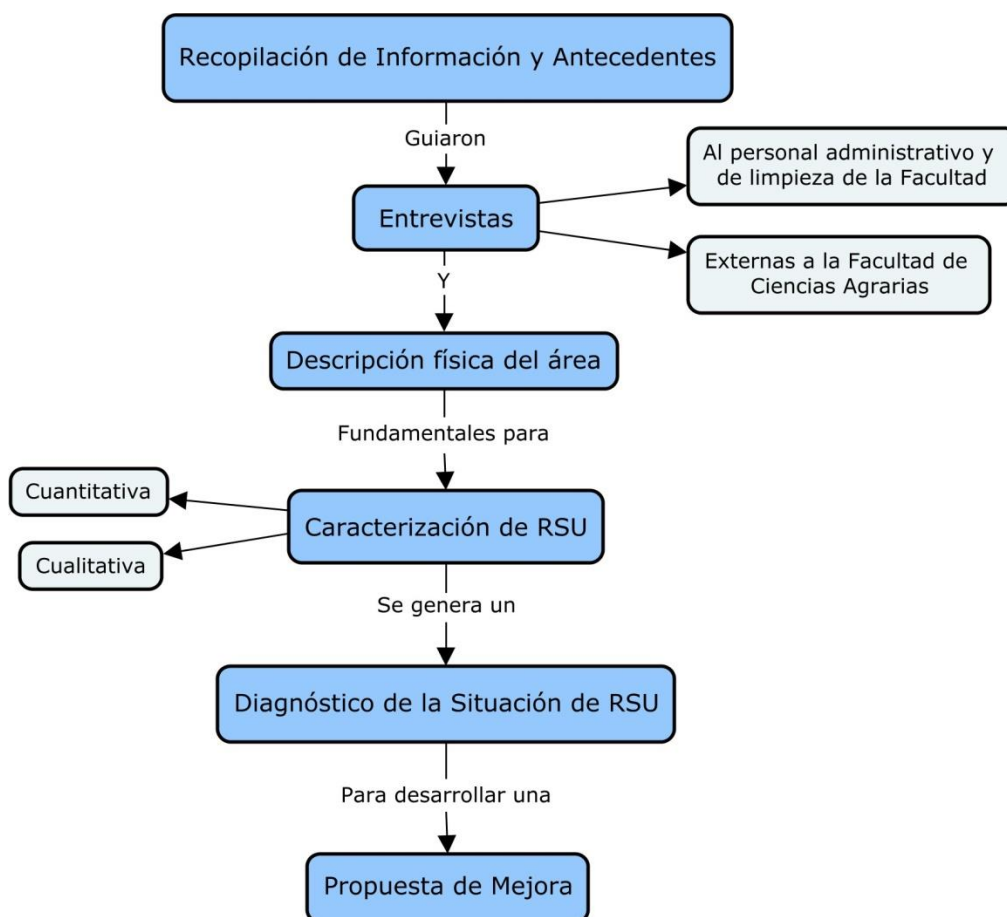 Recopilación de Información y Antecedentes
Guiaron
Al personal administrativo y
de limpieza de la Facultad
Entrevistas
Externas a la Facultad de
Ciencias Agrarias
Y
Descripción física del área
Fundamentales para
Cuantitativa
Caracterización de RSU
Cualitativa
Se genera un
Diagnóstico de la Situación de RSU
Para desarrollar una
Propuesta de Mejora